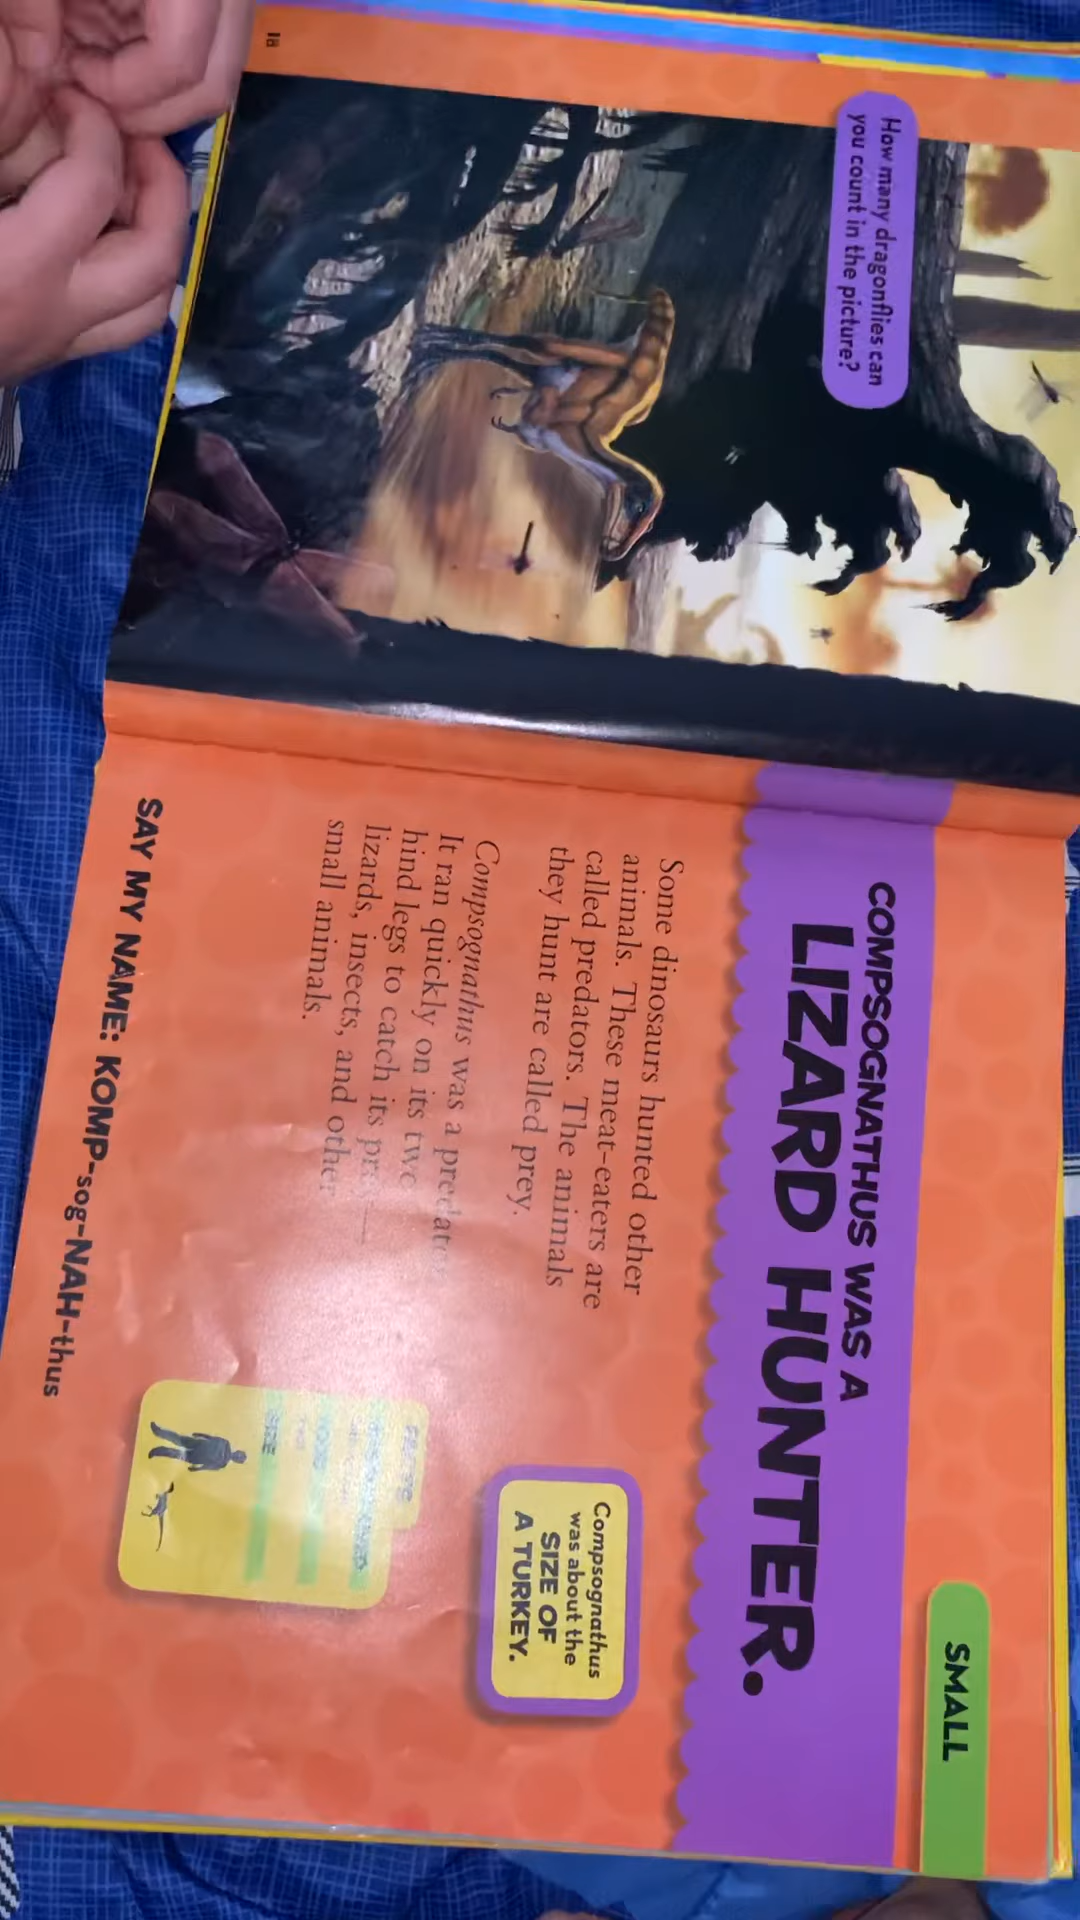 How many dragonflies can
you count in the picture?
18
SMALL
COMPSOGNATHUS WAS A
LIZARD HUNTER.
Some dinosaurs hunted other
animals. These meat-eaters are
called predators. The animals
they hunt are called prey.
Compsognathus was a predator.
It ran quickly on its two
hind legs to catch its prey—
lizards, insects, and other
small animals.
Compsognathus
was about the
SIZE OF
A TURKEY.
FACTS
FOOD
SIZE
SAY MY NAME: KOMP-sog-NAH-thus